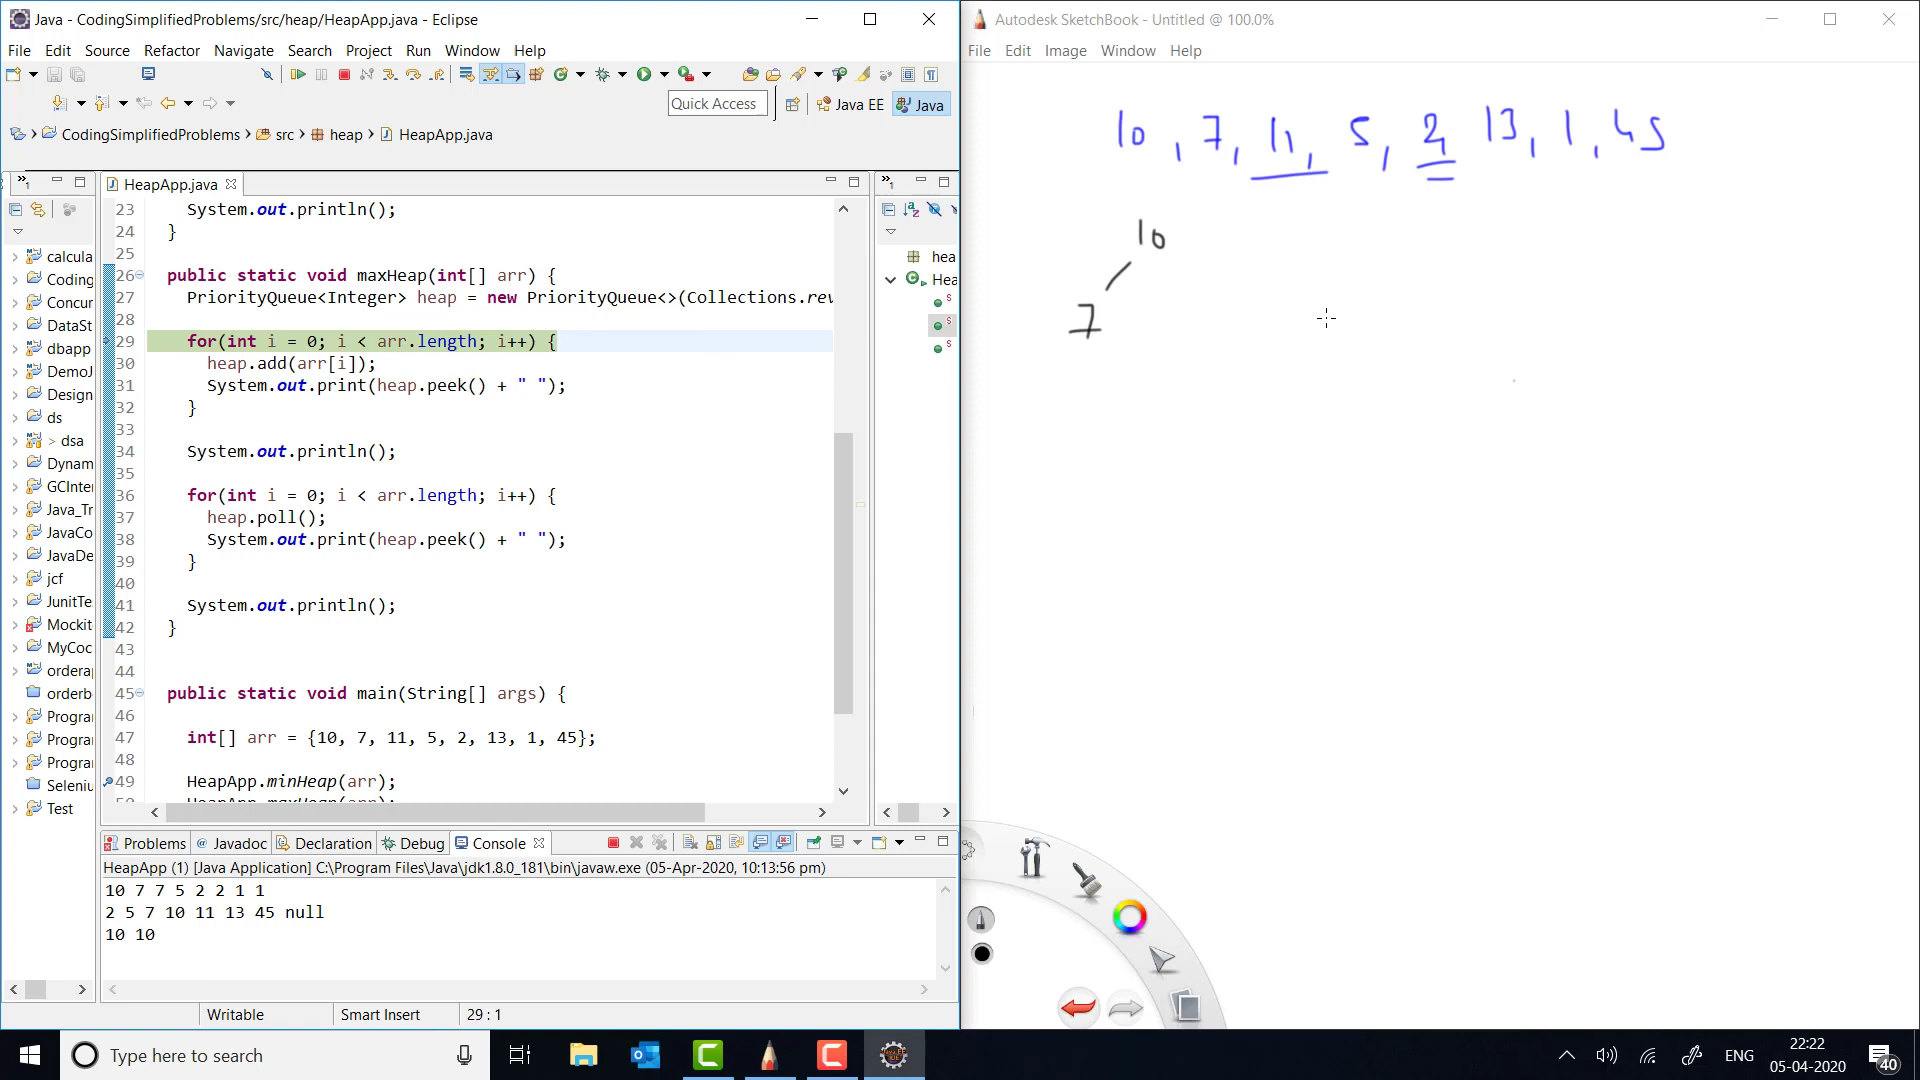 Java - CodingSimplifiedProblems/src/heap/HeapApp.java - Eclipse
File Edit Source Refactor Navigate Search Project Run Window Help
Quick Access
Java EE
Java
CodingSimplifiedProblems
src
heap
HeapApp.java
calcula
Coding
Concur
DataSt
dbapp
DemoJ
Design
ds
> dsa
Dynam
GCInte
Java_Tr
JavaCo
JavaDe
jcf
JunitTe
Mockit
MyCoc
ordera
orderb
Progra
Progra
Progra
Seleniu
Test
HeapApp.java
23 System.out.println();
24 }
25
26 public static void maxHeap(int[] arr) {
27 PriorityQueue<Integer> heap = new PriorityQueue<>(Collections.rev
28
29 for(int i = 0; i < arr.length; i++) {
30 heap.add(arr[i]);
31 System.out.print(heap.peek() + " ");
32 }
33
34 System.out.println();
35
36 for(int i = 0; i < arr.length; i++) {
37 heap.poll();
38 System.out.print(heap.peek() + " ");
39 }
40
41 System.out.println();
42 }
43
44
45 public static void main(String[] args) {
46
47 int[] arr = {10, 7, 11, 5, 2, 13, 1, 45};
48
49 HeapApp.minHeap(arr);
hea
Hea
Problems @ Javadoc Declaration Debug Console
HeapApp (1) [Java Application] C:\Program Files\Java\jdk1.8.0_181\bin\javaw.exe (05-Apr-2020, 10:13:56 pm)
10 7 7 5 2 2 1 1
2 5 7 10 11 13 45 null
10 10
Writable
Smart Insert
29 : 1
Autodesk SketchBook - Untitled @ 100.0%
File Edit Image Window Help
10 , 7, 11, 5, 2, 13, 1, 45
10
7
Type here to search
ENG
22:22
05-04-2020
40